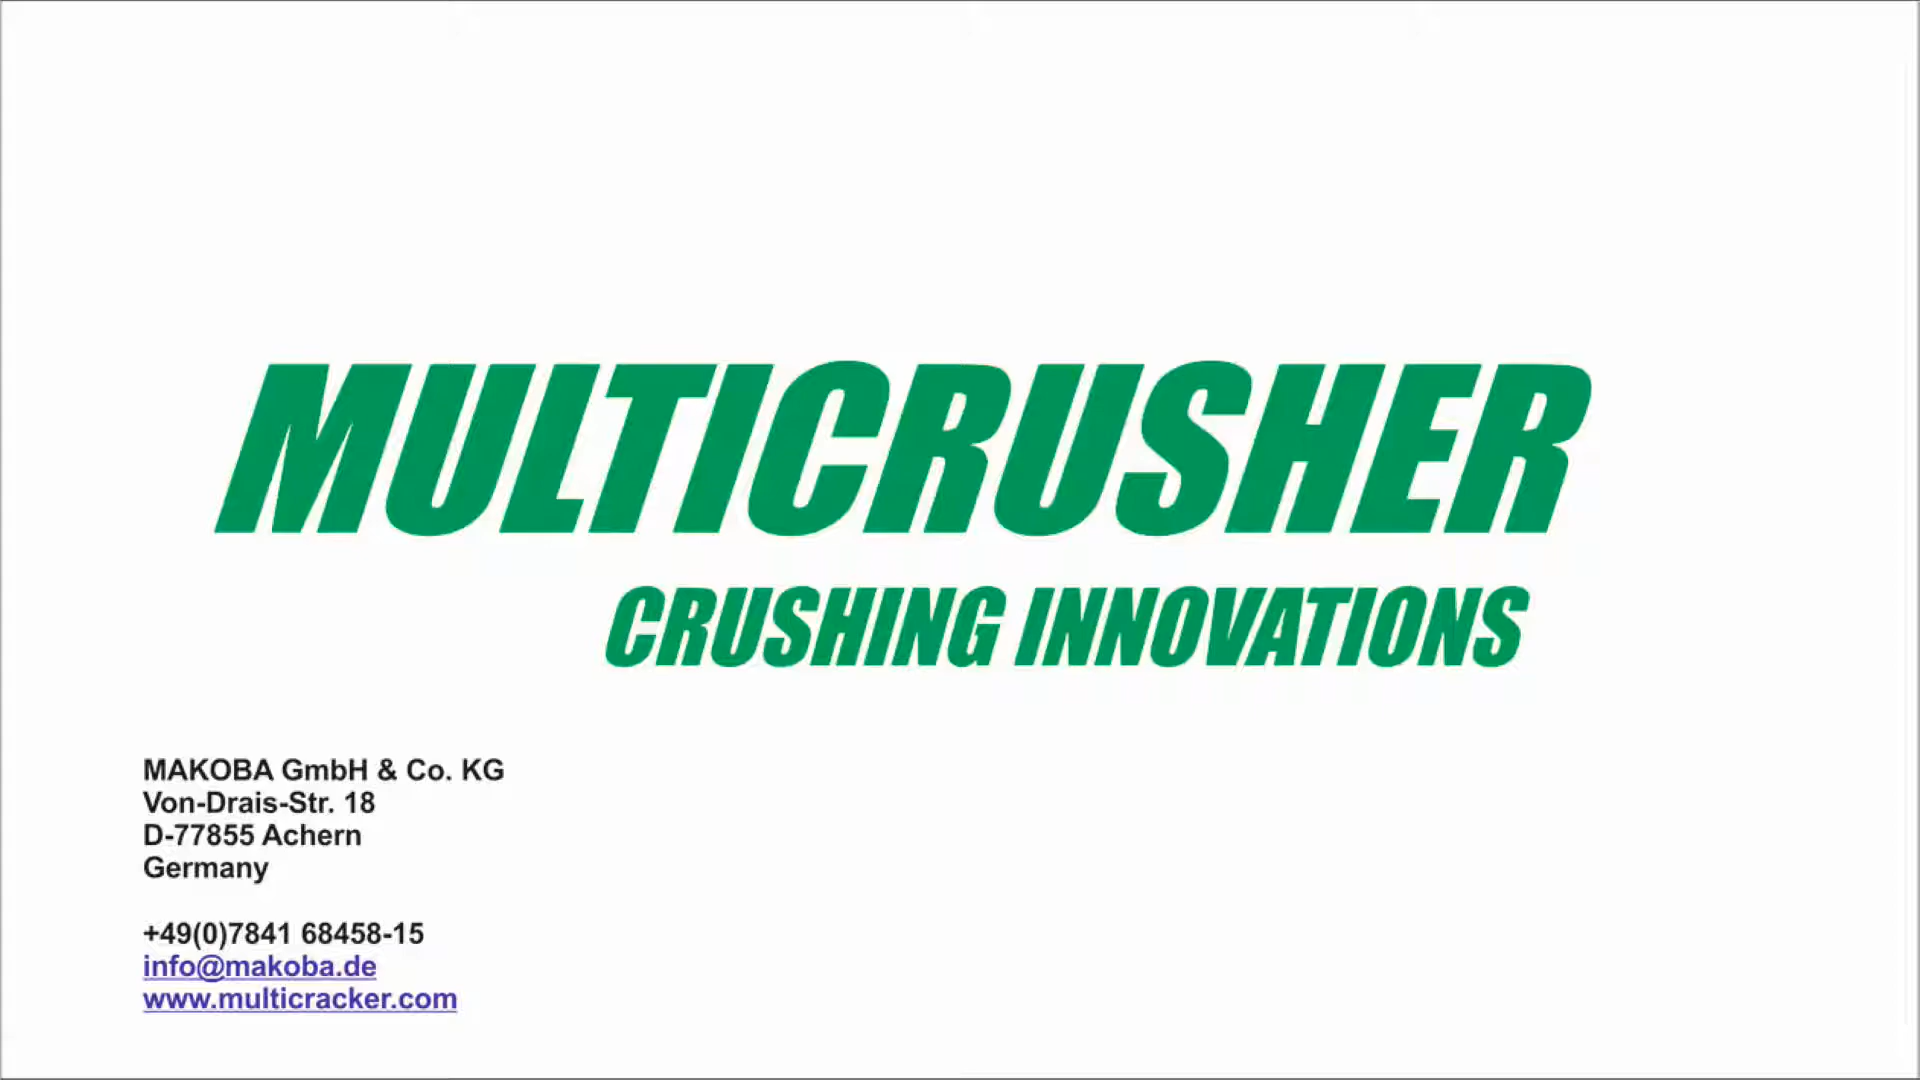 MULTICRUSHER
CRUSHING INNOVATIONS
MAKOBA GmbH & Co. KG
Von-Drais-Str. 18
D-77855 Achern
Germany
+49(0)7841 68458-15
info@makoba.de
www.multicracker.com